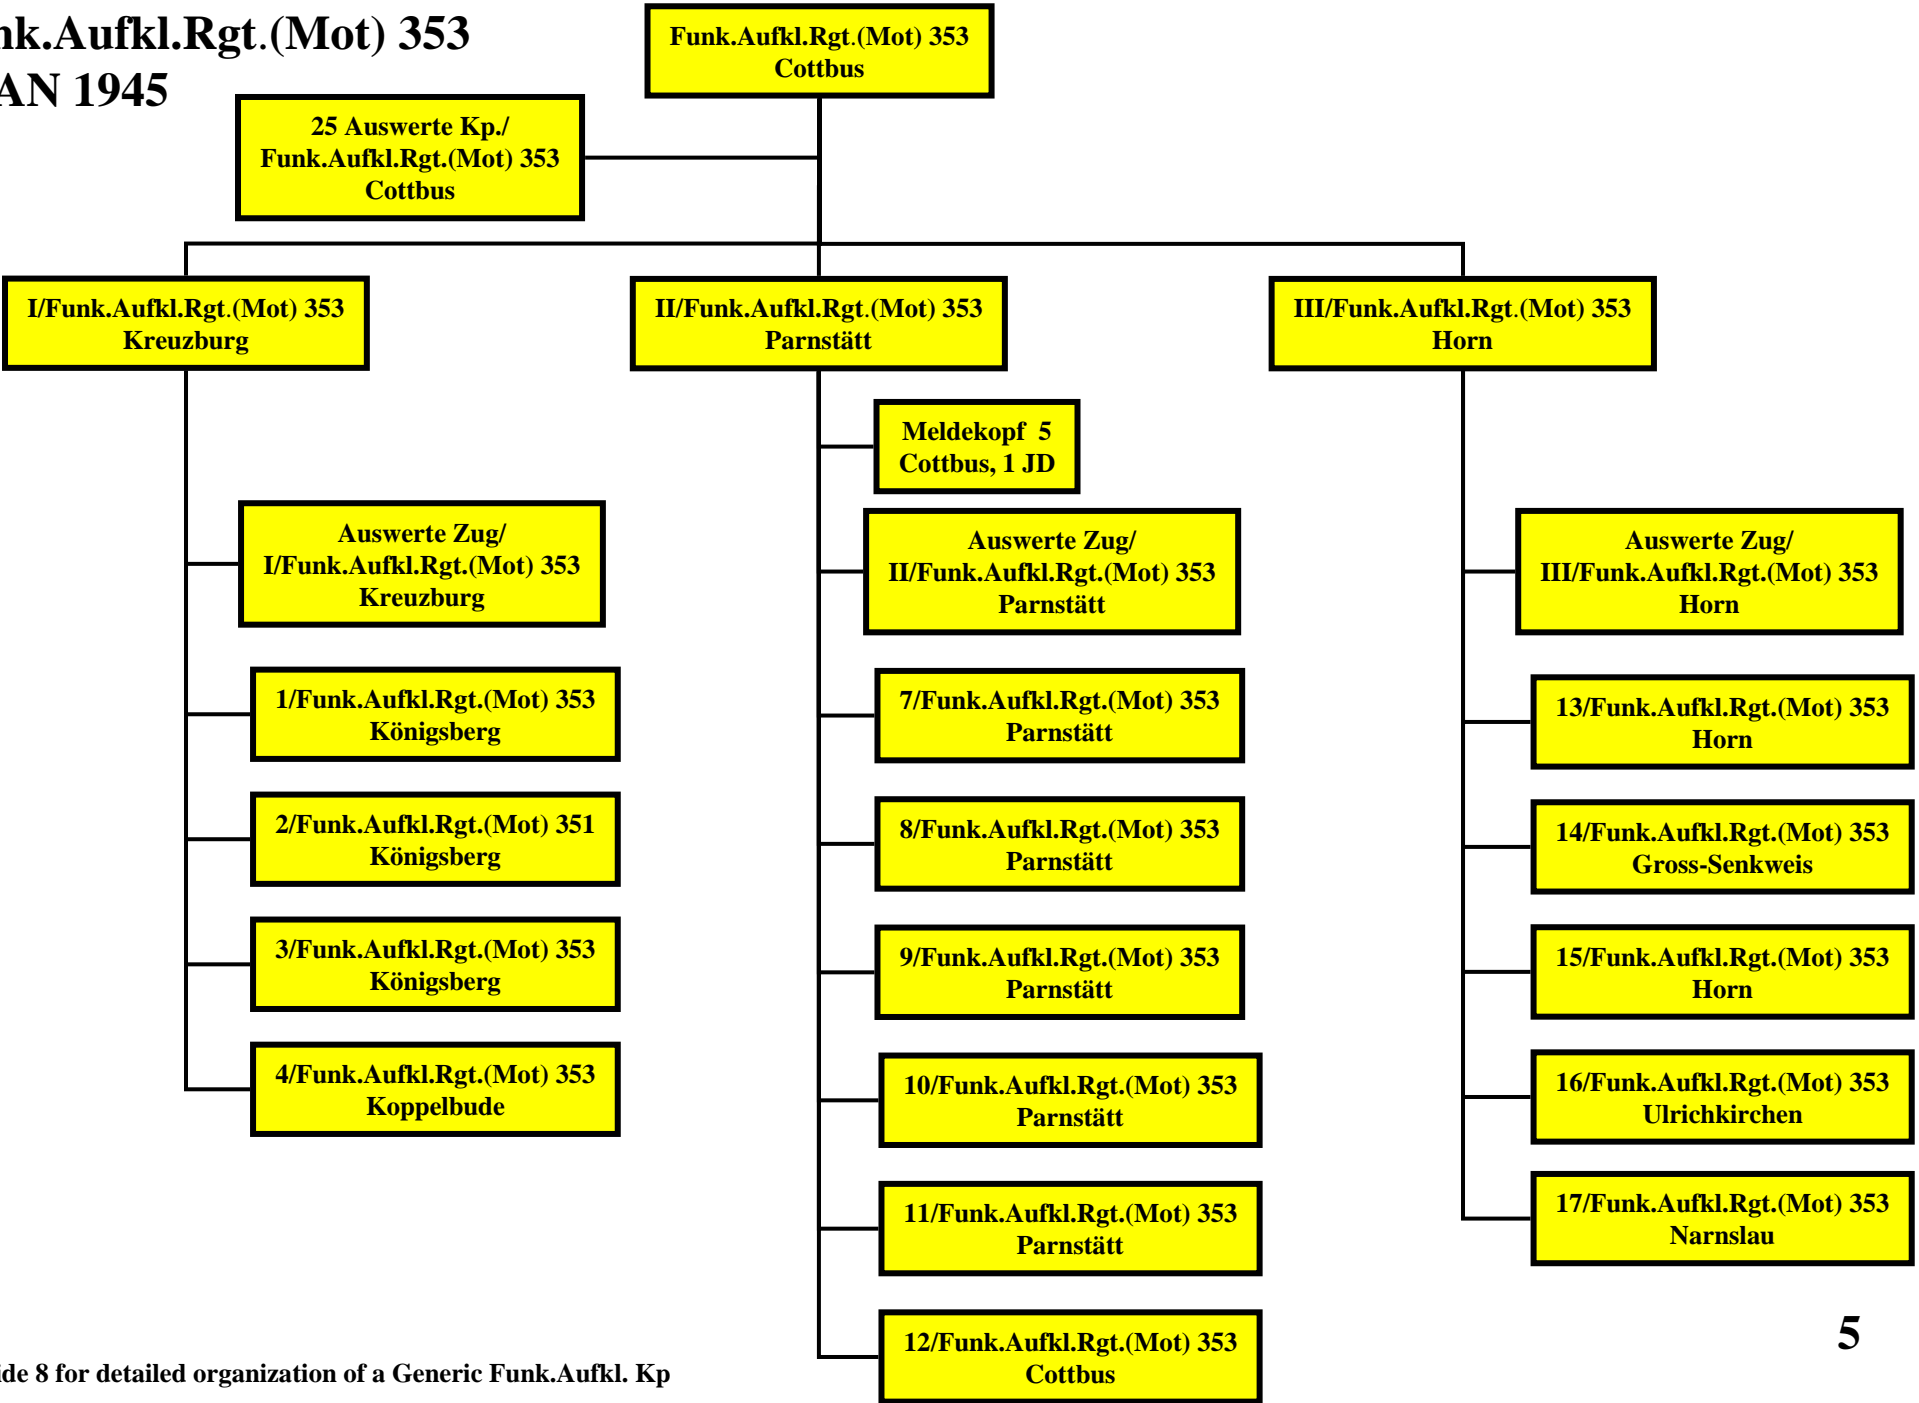 nk.Aufkl.Rgt.(Mot) 353
AN 1945
Funk.Aufkl.Rgt.(Mot) 353
Cottbus
25 Auswerte Kp./
Funk.Aufkl.Rgt.(Mot) 353
Cottbus
I/Funk.Aufkl.Rgt.(Mot) 353
Kreuzburg
II/Funk.Aufkl.Rgt.(Mot) 353
Parnstätt
III/Funk.Aufkl.Rgt.(Mot) 353
Horn
Auswerte Zug/
I/Funk.Aufkl.Rgt.(Mot) 353
Kreuzburg
1/Funk.Aufkl.Rgt.(Mot) 353
Königsberg
2/Funk.Aufkl.Rgt.(Mot) 351
Königsberg
3/Funk.Aufkl.Rgt.(Mot) 353
Königsberg
4/Funk.Aufkl.Rgt.(Mot) 353
Koppelbude
Meldekopf 5
Cottbus, 1 JD
Auswerte Zug/
II/Funk.Aufkl.Rgt.(Mot) 353
Parnstätt
7/Funk.Aufkl.Rgt.(Mot) 353
Parnstätt
8/Funk.Aufkl.Rgt.(Mot) 353
Parnstätt
9/Funk.Aufkl.Rgt.(Mot) 353
Parnstätt
10/Funk.Aufkl.Rgt.(Mot) 353
Parnstätt
11/Funk.Aufkl.Rgt.(Mot) 353
Parnstätt
12/Funk.Aufkl.Rgt.(Mot) 353
Cottbus
Auswerte Zug/
III/Funk.Aufkl.Rgt.(Mot) 353
Horn
13/Funk.Aufkl.Rgt.(Mot) 353
Horn
14/Funk.Aufkl.Rgt.(Mot) 353
Gross-Senkweis
15/Funk.Aufkl.Rgt.(Mot) 353
Horn
16/Funk.Aufkl.Rgt.(Mot) 353
Ulrichkirchen
17/Funk.Aufkl.Rgt.(Mot) 353
Narnslau
ide 8 for detailed organization of a Generic Funk.Aufkl. Kp
5